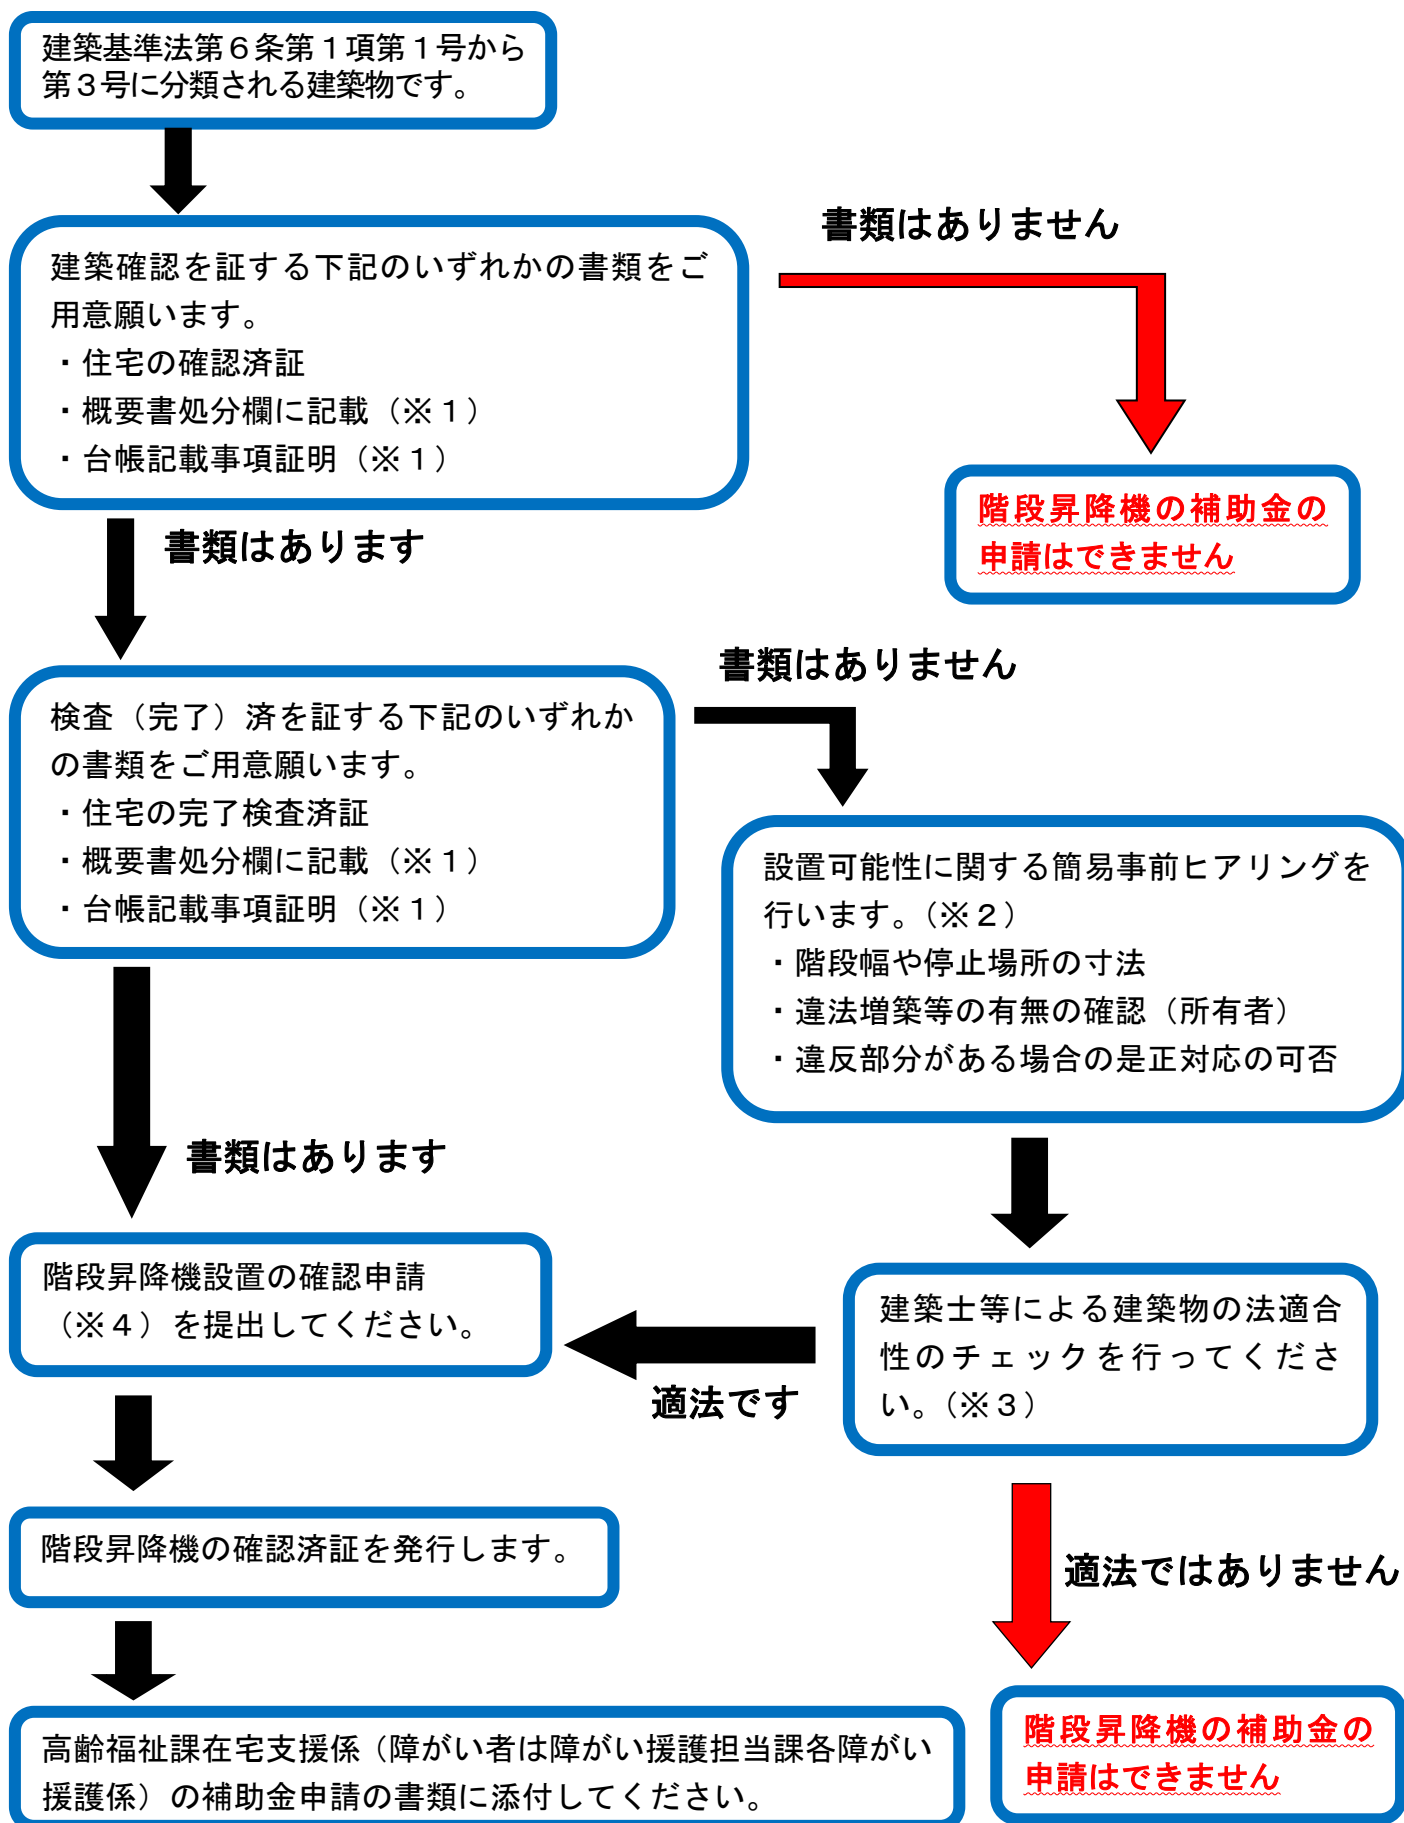 建築基準法第６条第１項第１号から
第３号に分類される建築物です。
建築確認を証する下記のいずれかの書類をご
用意願います。
・住宅の確認済証
・概要書処分欄に記載（※１）
・台帳記載事項証明（※１）
書類はありません
階段昇降機の補助金の
申請はできません
書類はあります
検査（完了）済を証する下記のいずれか
の書類をご用意願います。
・住宅の完了検査済証
・概要書処分欄に記載（※１）
・台帳記載事項証明（※１）
書類はありません
設置可能性に関する簡易事前ヒアリングを
行います。（※２）
・階段幅や停止場所の寸法
・違法増築等の有無の確認（所有者）
・違反部分がある場合の是正対応の可否
書類はあります
階段昇降機設置の確認申請
（※４）を提出してください。
建築士等による建築物の法適合
性のチェックを行ってくださ
い。（※３）
適法です
階段昇降機の確認済証を発行します。
適法ではありません
高齢福祉課在宅支援係（障がい者は障がい援護担当課各障がい
援護係）の補助金申請の書類に添付してください。
階段昇降機の補助金の
申請はできません